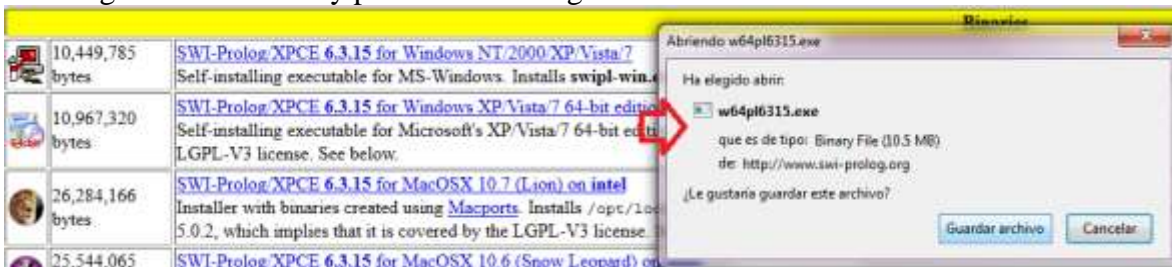 Binaries
10,449,785 bytes
SWI-Prolog/XPCE 6.3.15 for Windows NT/2000/XP/Vista/7
Self-installing executable for MS-Windows. Installs swipl-win.
10,967,320 bytes
SWI-Prolog/XPCE 6.3.15 for Windows XP/Vista/7 64-bit editio
Self-installing executable for Microsoft's XP/Vista/7 64-bit editi
LGPL-V3 license. See below.
26,284,166 bytes
SWI-Prolog/XPCE 6.3.15 for MacOSX 10.7 (Lion) on intel
Installer with binaries created using Macports. Installs /opt/loc
5.0.2, which implies that it is covered by the LGPL-V3 license.
25,544,065
SWI-Prolog/XPCE 6.3.15 for MacOSX 10.6 (Snow Leopard) on
Abriendo w64pl6315.exe
Ha elegido abrir:
w64pl6315.exe
que es de tipo: Binary File (10.5 MB)
de: http://www.swi-prolog.org
¿Le gustaría guardar este archivo?
Guardar archivo
Cancelar